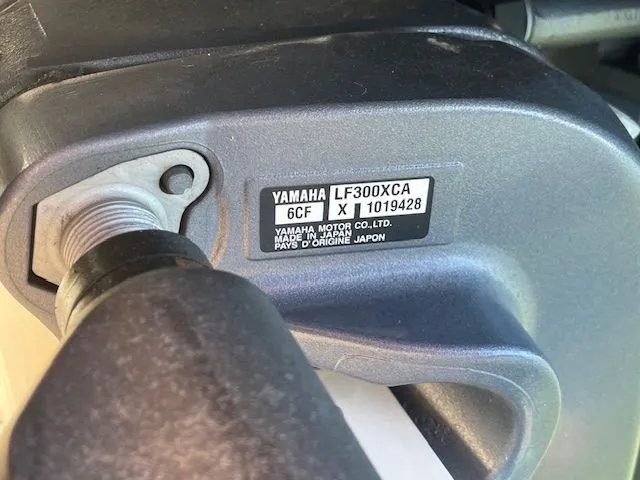 YAMAHA LF300XCA
6CF X 1019428
YAMAHA MOTOR CO.,LTD.
MADE IN JAPAN
PAYS D'ORIGINE JAPON